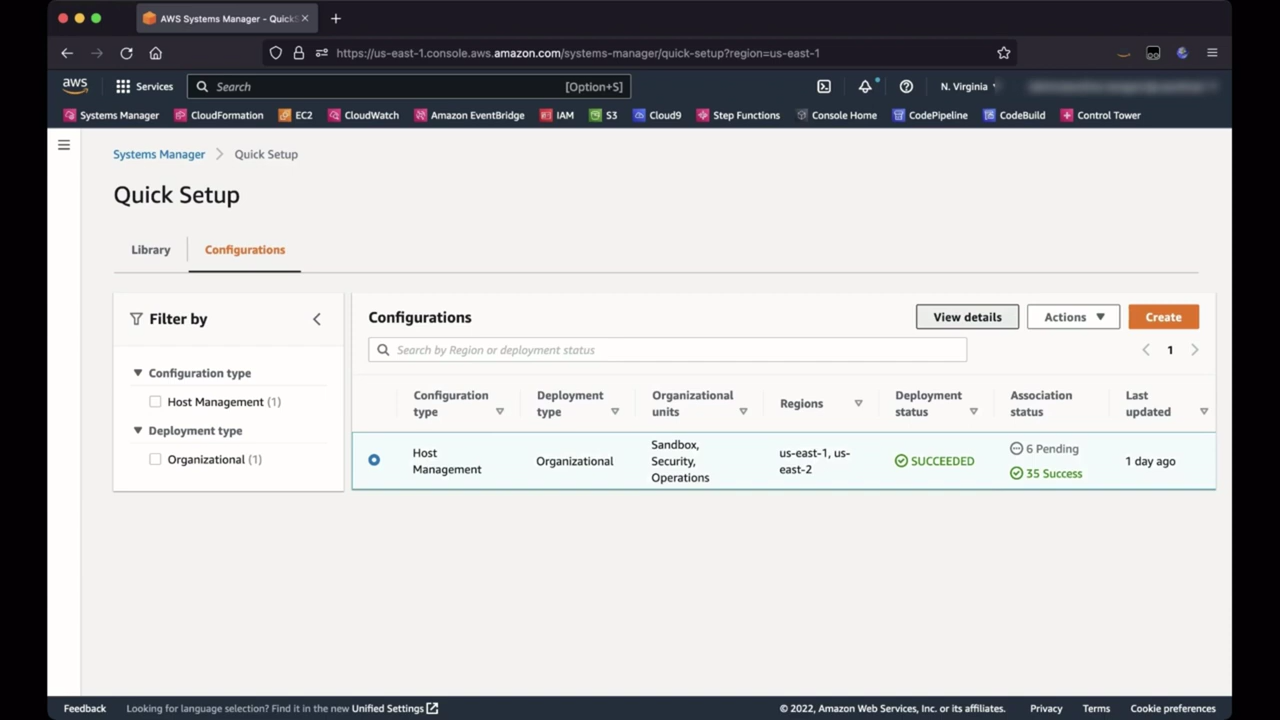 AWS Systems Manager - QuickS
https://us-east-1.console.aws.amazon.com/systems-manager/quick-setup?region=us-east-1
aws
Services
Search
[Option+S]
N. Virginia
Systems Manager
CloudFormation
EC2
CloudWatch
Amazon EventBridge
IAM
S3
Cloud9
Step Functions
Console Home
CodePipeline
CodeBuild
Control Tower
Systems Manager
Quick Setup
Quick Setup
Library
Configurations
Filter by
Configuration type
Host Management (1)
Deployment type
Organizational (1)
Configurations
View details
Actions
Create
Search by Region or deployment status
1
Configuration
type
Deployment
type
Organizational
units
Regions
Deployment
status
Association
status
Last
updated
Host
Management
Organizational
Sandbox,
Security,
Operations
us-east-1, us-
east-2
SUCCEEDED
6 Pending
35 Success
1 day ago
Feedback
Looking for language selection? Find it in the new Unified Settings
© 2022, Amazon Web Services, Inc. or its affiliates.
Privacy
Terms
Cookie preferences